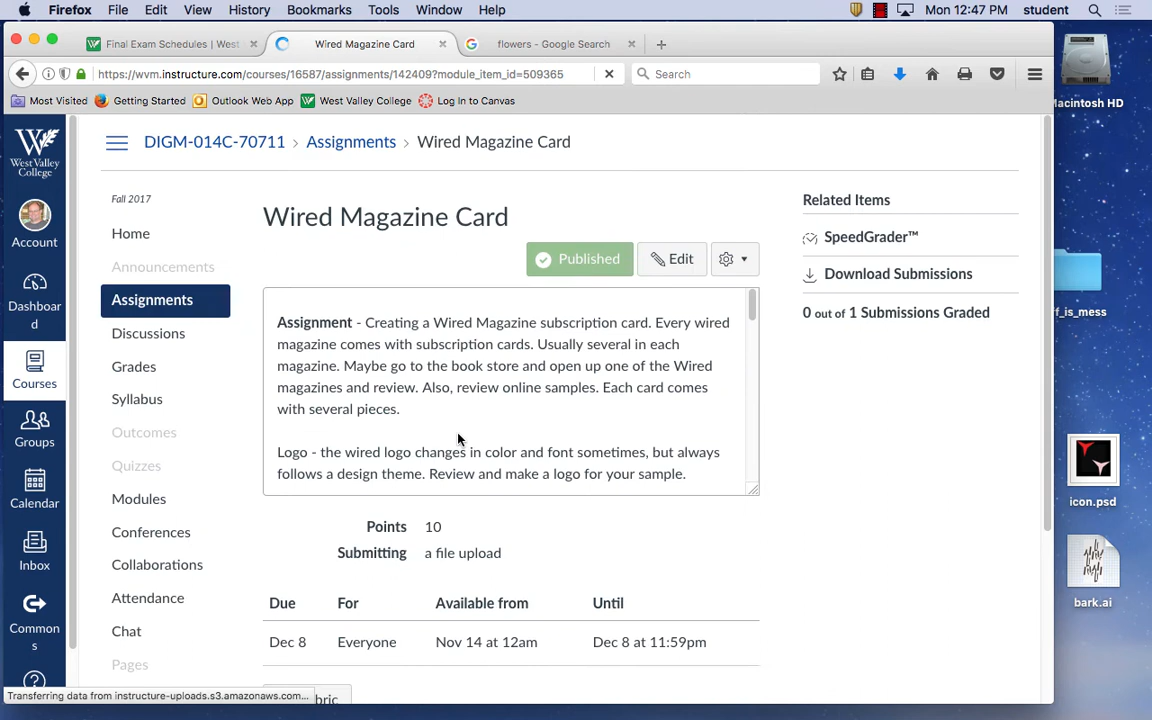 Firefox File Edit View History Bookmarks Tools Window Help Mon 12:47 PM student
Final Exam Schedules | West Wired Magazine Card flowers - Google Search
https://wvm.instructure.com/courses/16587/assignments/142409?module_item_id=509365 Search
Most Visited Getting Started Outlook Web App West Valley College Log In to Canvas
Macintosh HD
West Valley College
DIGM-014C-70711 › Assignments › Wired Magazine Card
Account
Dashboar
d
Courses
Groups
Calendar
Inbox
Common
s
Fall 2017
Home
Announcements
Assignments
Discussions
Grades
Syllabus
Outcomes
Quizzes
Modules
Conferences
Collaborations
Attendance
Chat
Pages
Wired Magazine Card
Published Edit
Assignment - Creating a Wired Magazine subscription card. Every wired
magazine comes with subscription cards. Usually several in each
magazine. Maybe go to the book store and open up one of the Wired
magazines and review. Also, review online samples. Each card comes
with several pieces.
Logo - the wired logo changes in color and font sometimes, but always
follows a design theme. Review and make a logo for your sample.
Points 10
Submitting a file upload
Due For Available from Until
Dec 8 Everyone Nov 14 at 12am Dec 8 at 11:59pm
Related Items
SpeedGrader™
Download Submissions
0 out of 1 Submissions Graded
f_is_mess
icon.psd
bark.ai
Transferring data from instructure-uploads.s3.amazonaws.com...
bric